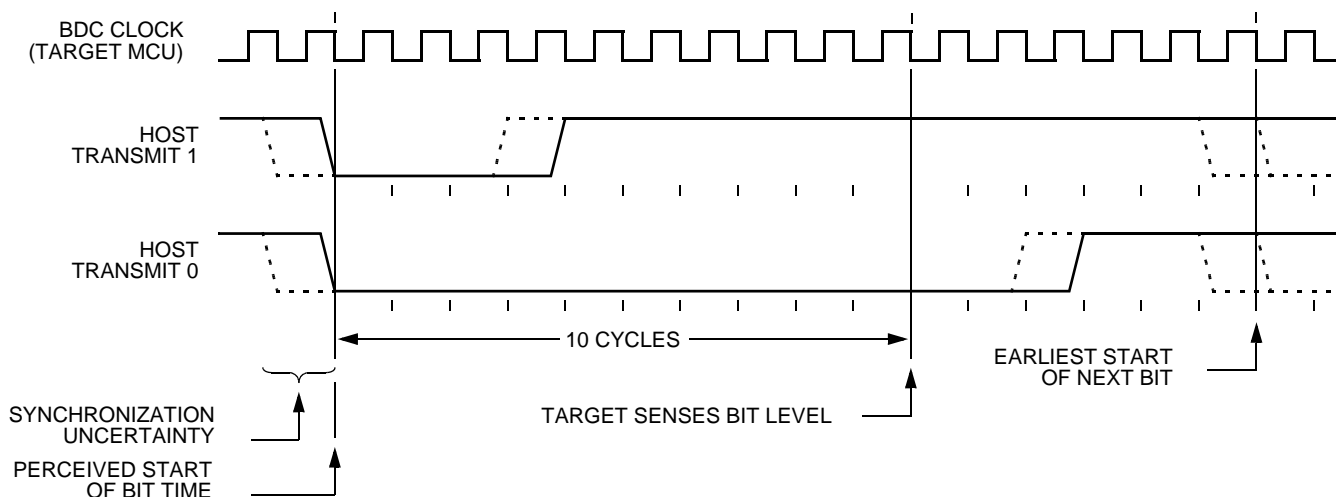 BDC CLOCK
(TARGET MCU)
HOST
TRANSMIT 1
HOST
TRANSMIT 0
10 CYCLES
EARLIEST START
OF NEXT BIT
SYNCHRONIZATION
UNCERTAINTY
TARGET SENSES BIT LEVEL
PERCEIVED START
OF BIT TIME